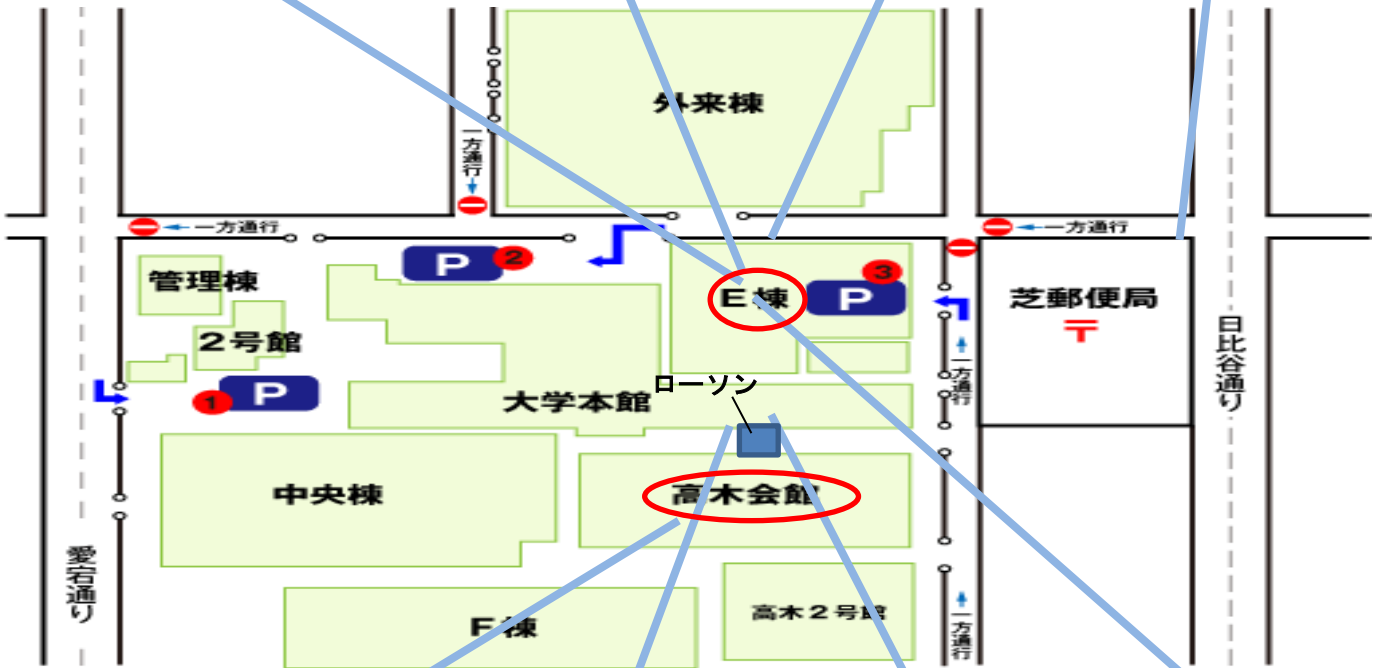 外来棟
一方通行
一方通行
一方通行
P 2
管理棟
E棟
P 3
芝郵便局
〒
2号館
日比谷通り
一方通行
P 1
ローソン
大学本館
中央棟
高木会館
愛宕通り
F棟
高木2号館
一方通行